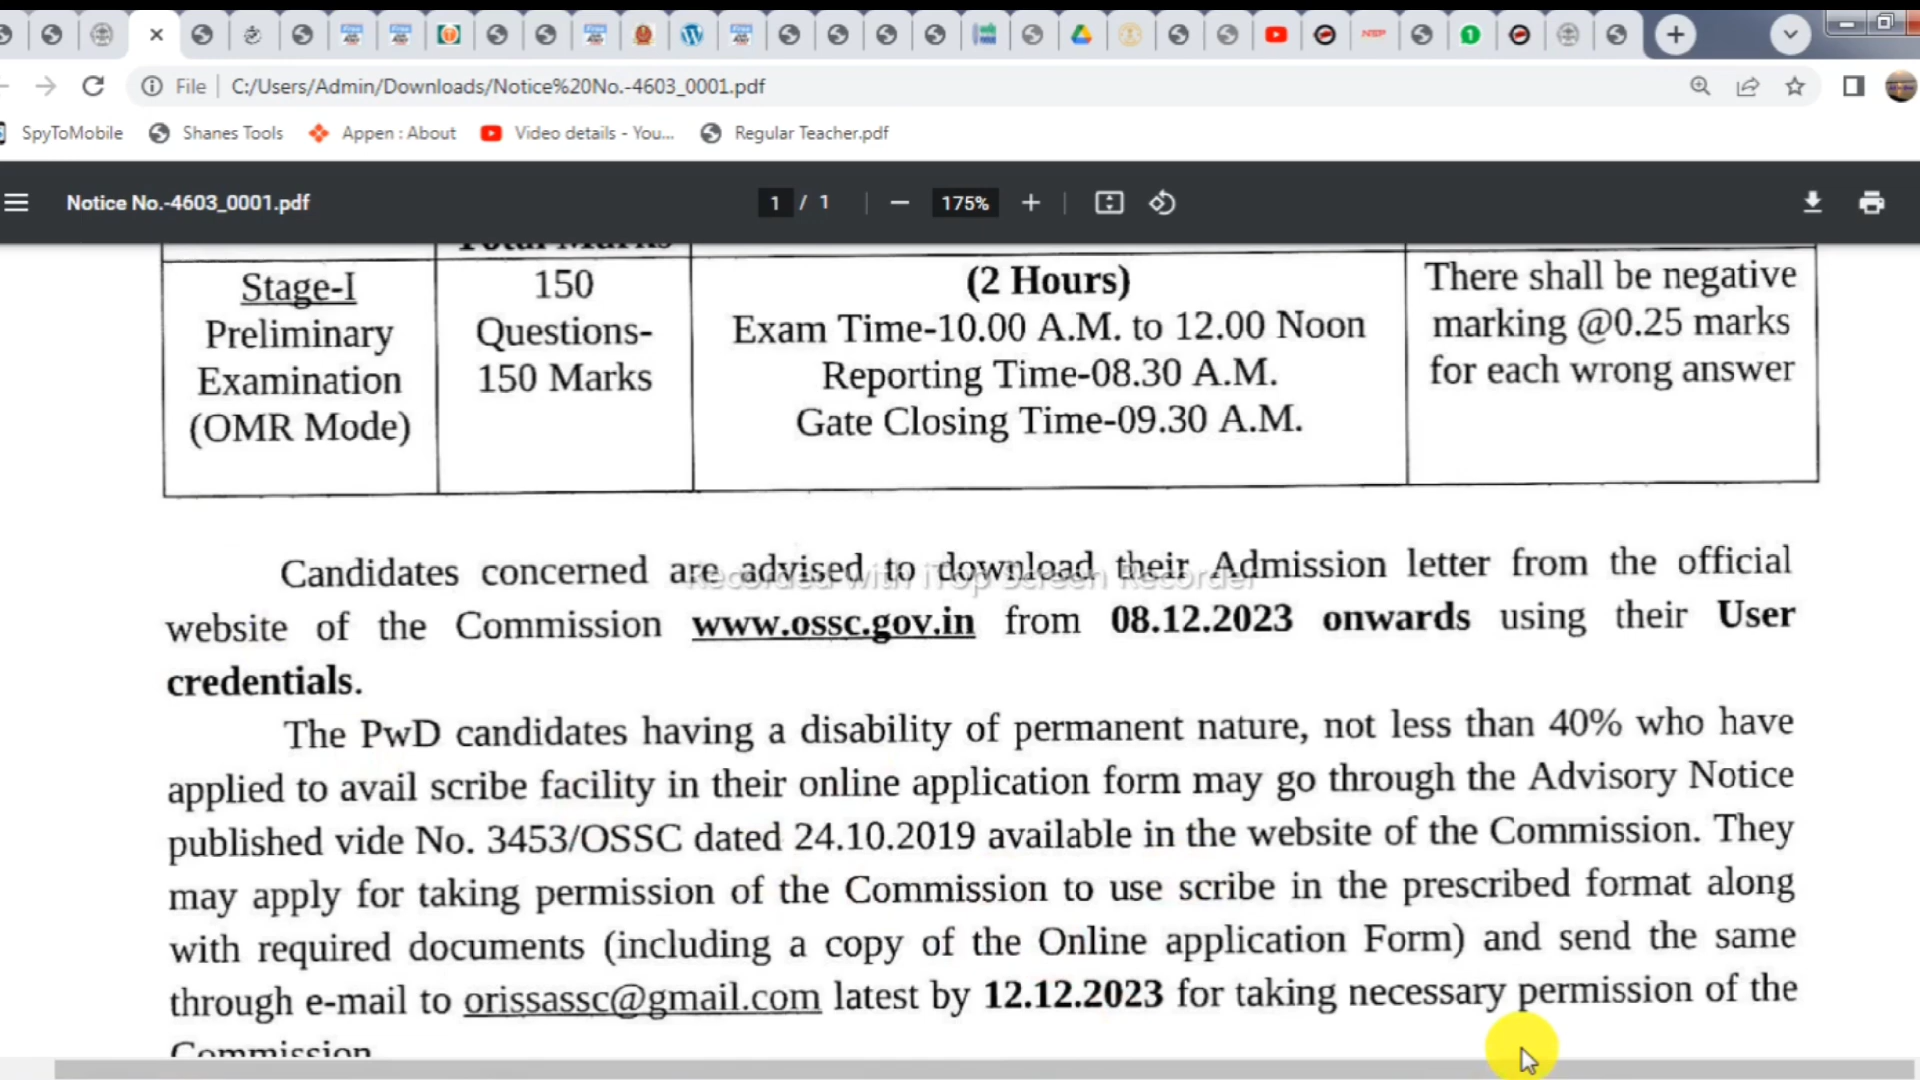 File
C:/Users/Admin/Downloads/Notice%20No.-4603_0001.pdf
SpyToMobile
Shanes Tools
Appen : About
Video details - You...
Regular Teacher.pdf
Notice No.-4603_0001.pdf
1 / 1
175%
Total Marks
Stage-I
Preliminary
Examination
(OMR Mode)
150
Questions-
150 Marks
(2 Hours)
Exam Time-10.00 A.M. to 12.00 Noon
Reporting Time-08.30 A.M.
Gate Closing Time-09.30 A.M.
There shall be negative
marking @0.25 marks
for each wrong answer
Candidates concerned are advised to download their Admission letter from the official
website of the Commission www.ossc.gov.in from 08.12.2023 onwards using their User
credentials.
Recorded with iTop Screen Recorder
The PwD candidates having a disability of permanent nature, not less than 40% who have
applied to avail scribe facility in their online application form may go through the Advisory Notice
published vide No. 3453/OSSC dated 24.10.2019 available in the website of the Commission. They
may apply for taking permission of the Commission to use scribe in the prescribed format along
with required documents (including a copy of the Online application Form) and send the same
through e-mail to orissassc@gmail.com latest by 12.12.2023 for taking necessary permission of the
Commission